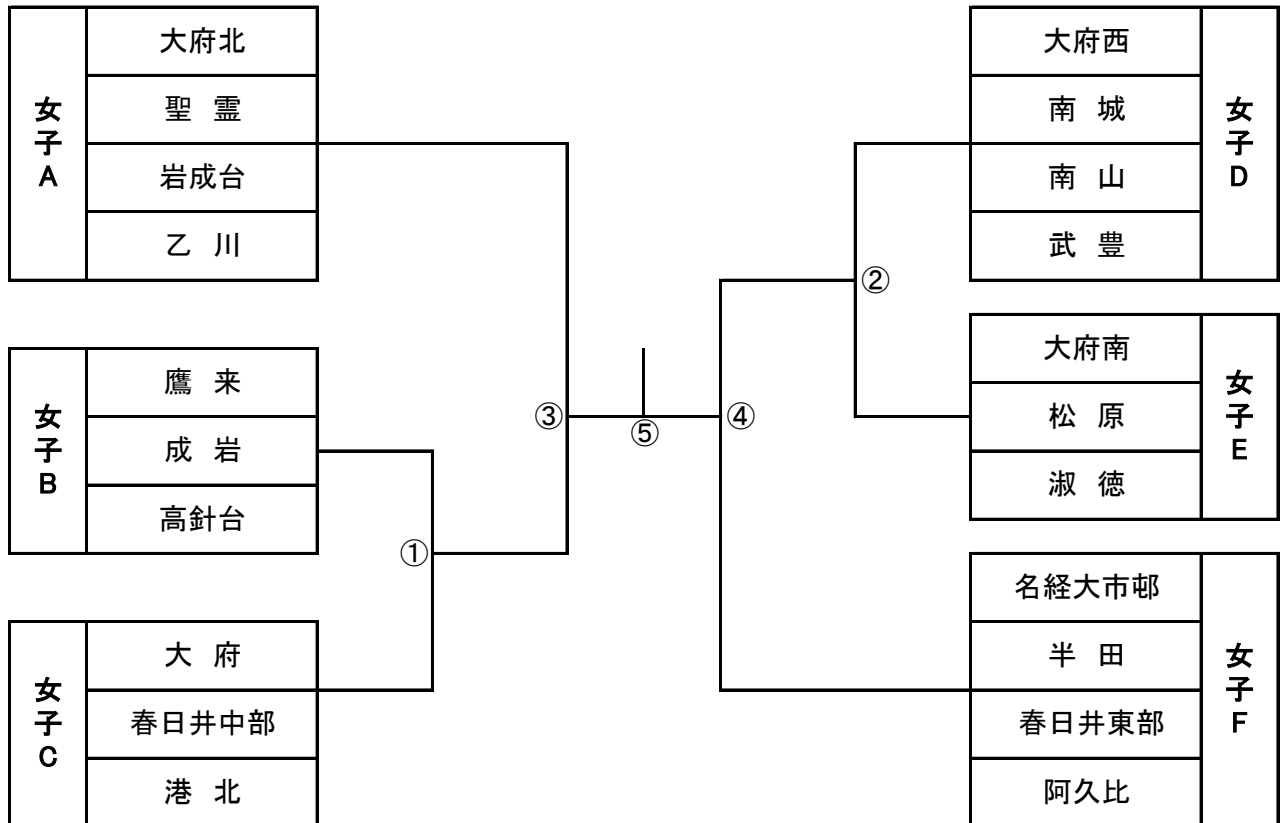 女子A
大府北
聖 霊
岩成台
乙 川
女子B
鷹 来
成 岩
高針台
女子C
大 府
春日井中部
港 北
①
③
⑤
④
②
大府西
南 城
南 山
武 豊
女子D
大府南
松 原
淑 徳
女子E
名経大市邨
半 田
春日井東部
阿久比
女子F